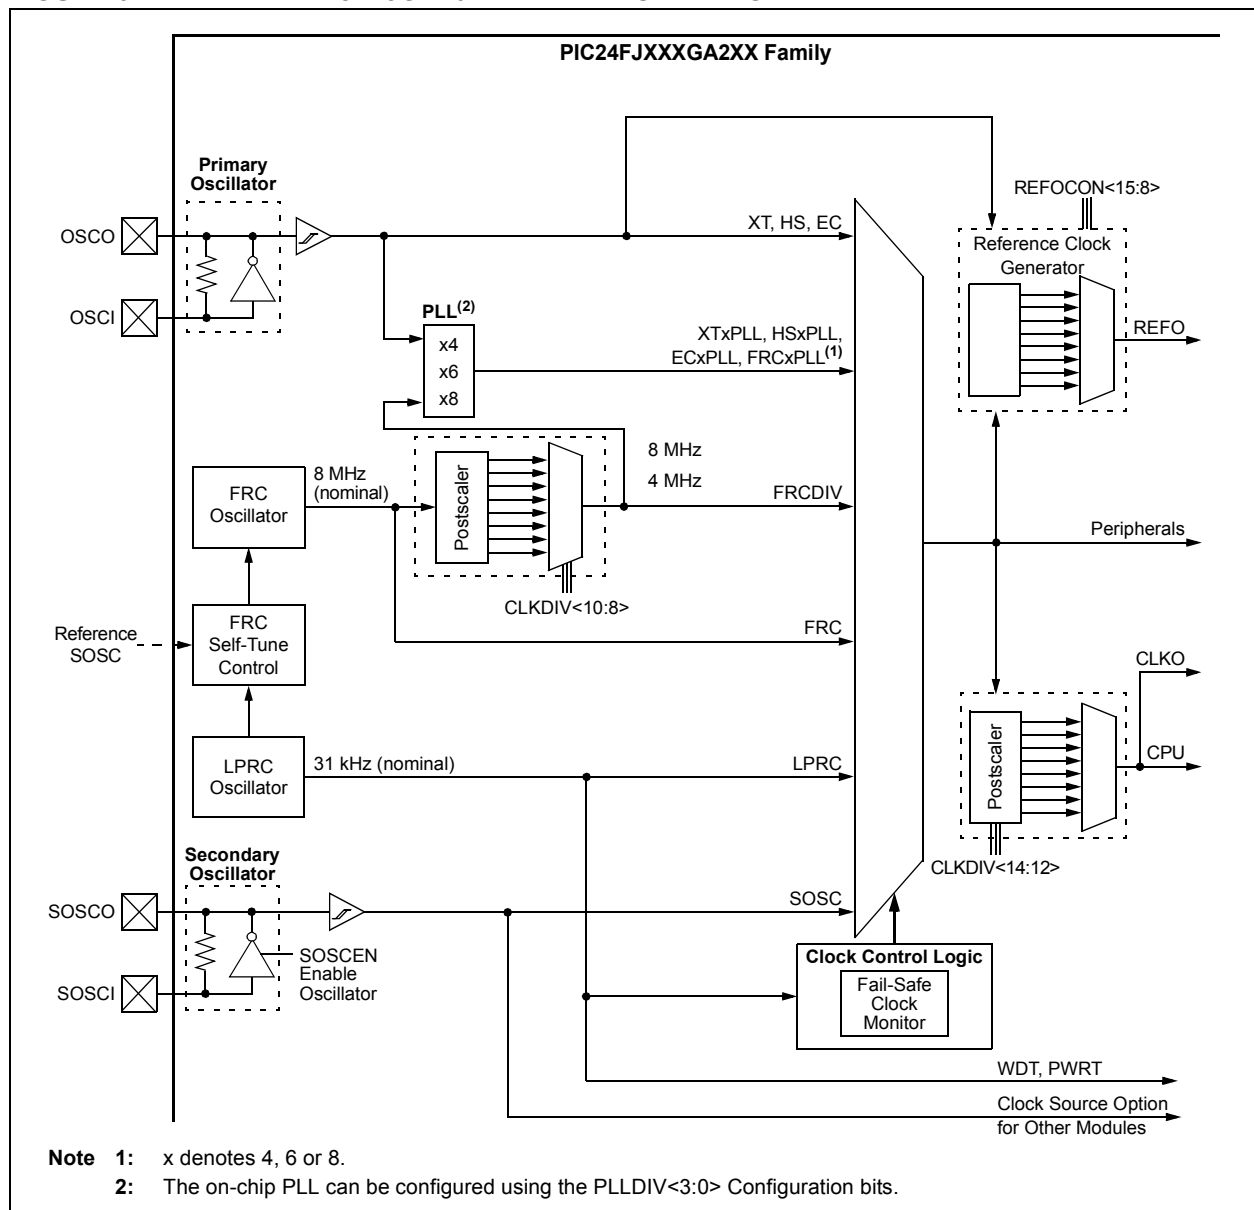 PIC24FJXXXGA2XX Family
Primary
Oscillator
REFOCON<15:8>
OSCO
XT, HS, EC
Reference Clock
Generator
OSCI
PLL(2)
x4
x6
x8
XTxPLL, HSxPLL,
ECxPLL, FRCxPLL(1)
REFO
8 MHz
4 MHz
FRC
Oscillator
8 MHz
(nominal)
Postscaler
FRCDIV
Peripherals
CLKDIV<10:8>
Reference
SOSC
FRC
Self-Tune
Control
FRC
CLKO
LPRC
Oscillator
31 kHz (nominal)
LPRC
Postscaler
CPU
CLKDIV<14:12>
Secondary
Oscillator
SOSCO
SOSC
SOSCI
SOSCEN
Enable
Oscillator
Clock Control Logic
Fail-Safe
Clock
Monitor
WDT, PWRT
Clock Source Option
for Other Modules
Note 1: x denotes 4, 6 or 8.
2: The on-chip PLL can be configured using the PLLDIV<3:0> Configuration bits.